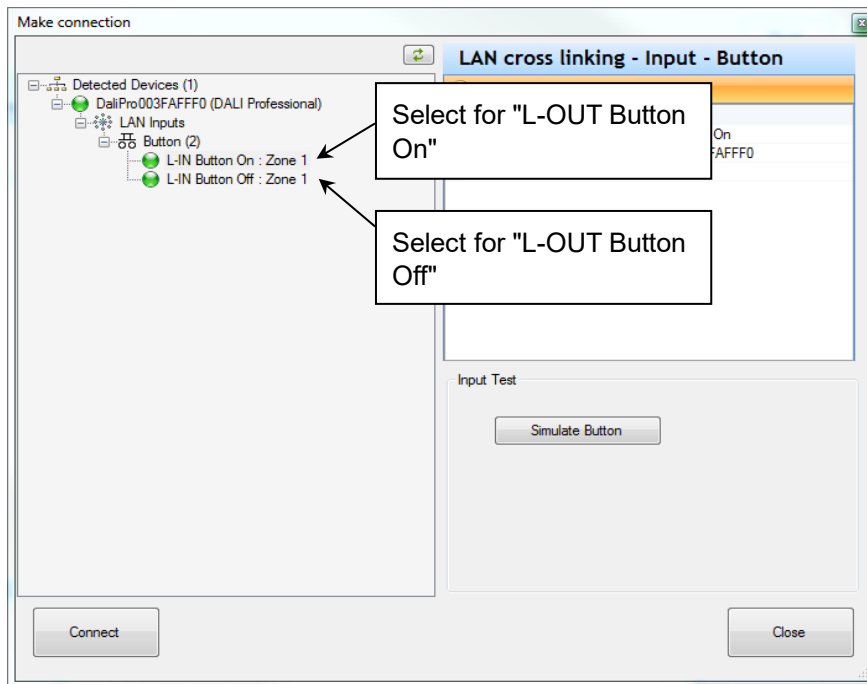 Make connection
LAN cross linking - Input - Button
Detected Devices (1)
DaliPro003FAFFF0 (DALI Professional)
LAN Inputs
Button (2)
L-IN Button On : Zone 1
L-IN Button Off : Zone 1
Select for "L-OUT Button
On"
On
FAFFF0
Select for "L-OUT Button
Off"
Input Test
Simulate Button
Connect
Close